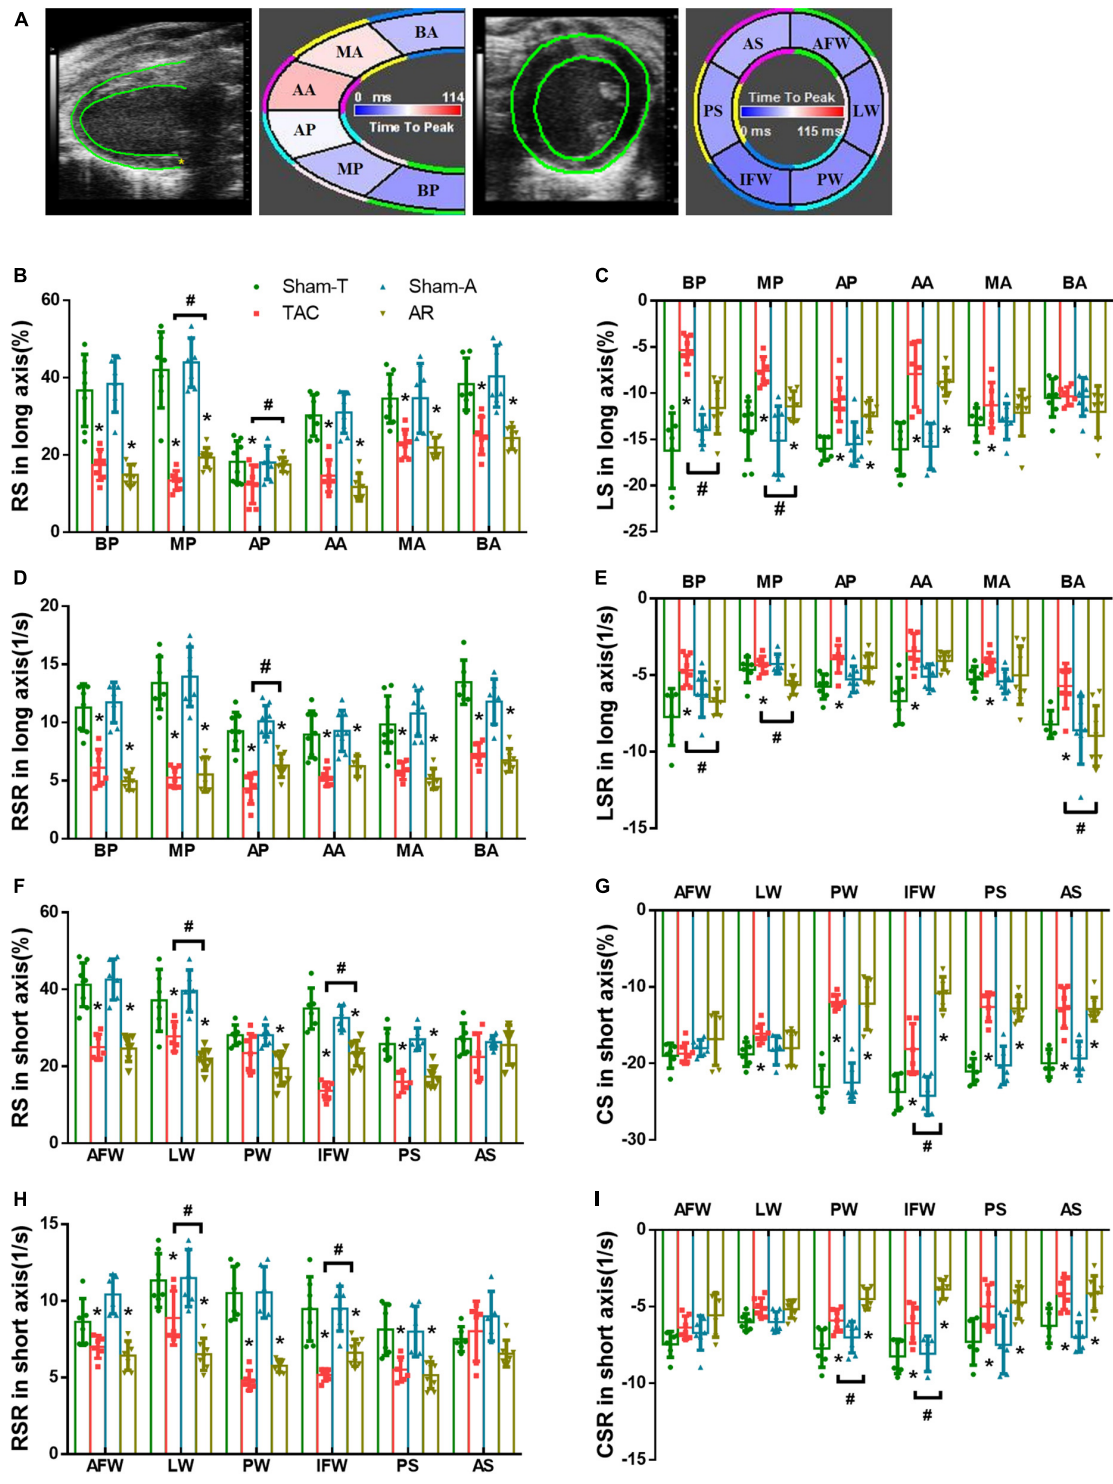 A
BA
MA
AA
AP
MP
BP
0 ms 114
Time To Peak
AS AFW
PS LW
IFW PW
Time To Peak
0 ms 115 ms
*
B
Sham-T Sham-A
TAC AR
RS in long axis(%)
60
40
20
0
BP MP AP AA MA BA
# #
* * * * * * * * * *
C
BP MP AP AA MA BA
LS in long axis(%)
0
-5
-10
-15
-20
-25
* * * * * * * *
# #
D
RSR in long axis(1/s)
20
15
10
5
0
BP MP AP AA MA BA
#
* * * * * * * * * * * *
E
BP MP AP AA MA BA
LSR in long axis(1/s)
0
-5
-10
-15
* * * * * *
# # #
F
RS in short axis(%)
60
40
20
0
AFW LW PW IFW PS AS
# #
* * * * * * * * *
G
AFW LW PW IFW PS AS
CS in short axis(%)
0
-10
-20
-30
* * * * * * * * *
#
H
RSR in short axis(1/s)
15
10
5
0
AFW LW PW IFW PS AS
# #
* * * * * * * * * *
I
AFW LW PW IFW PS AS
CSR in short axis(1/s)
0
-5
-10
-15
* * * * * * * *
# #